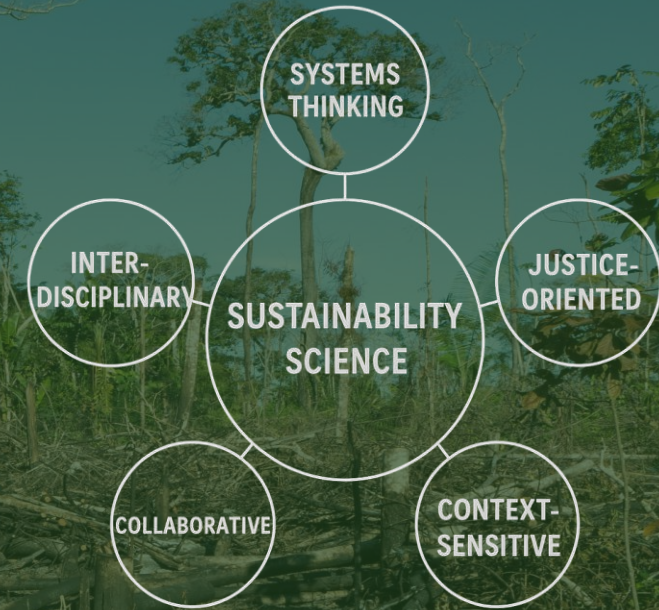 SYSTEMS
THINKING
INTER-
DISCIPLINARY
JUSTICE-
ORIENTED
SUSTAINABILITY
SCIENCE
COLLABORATIVE
CONTEXT-
SENSITIVE